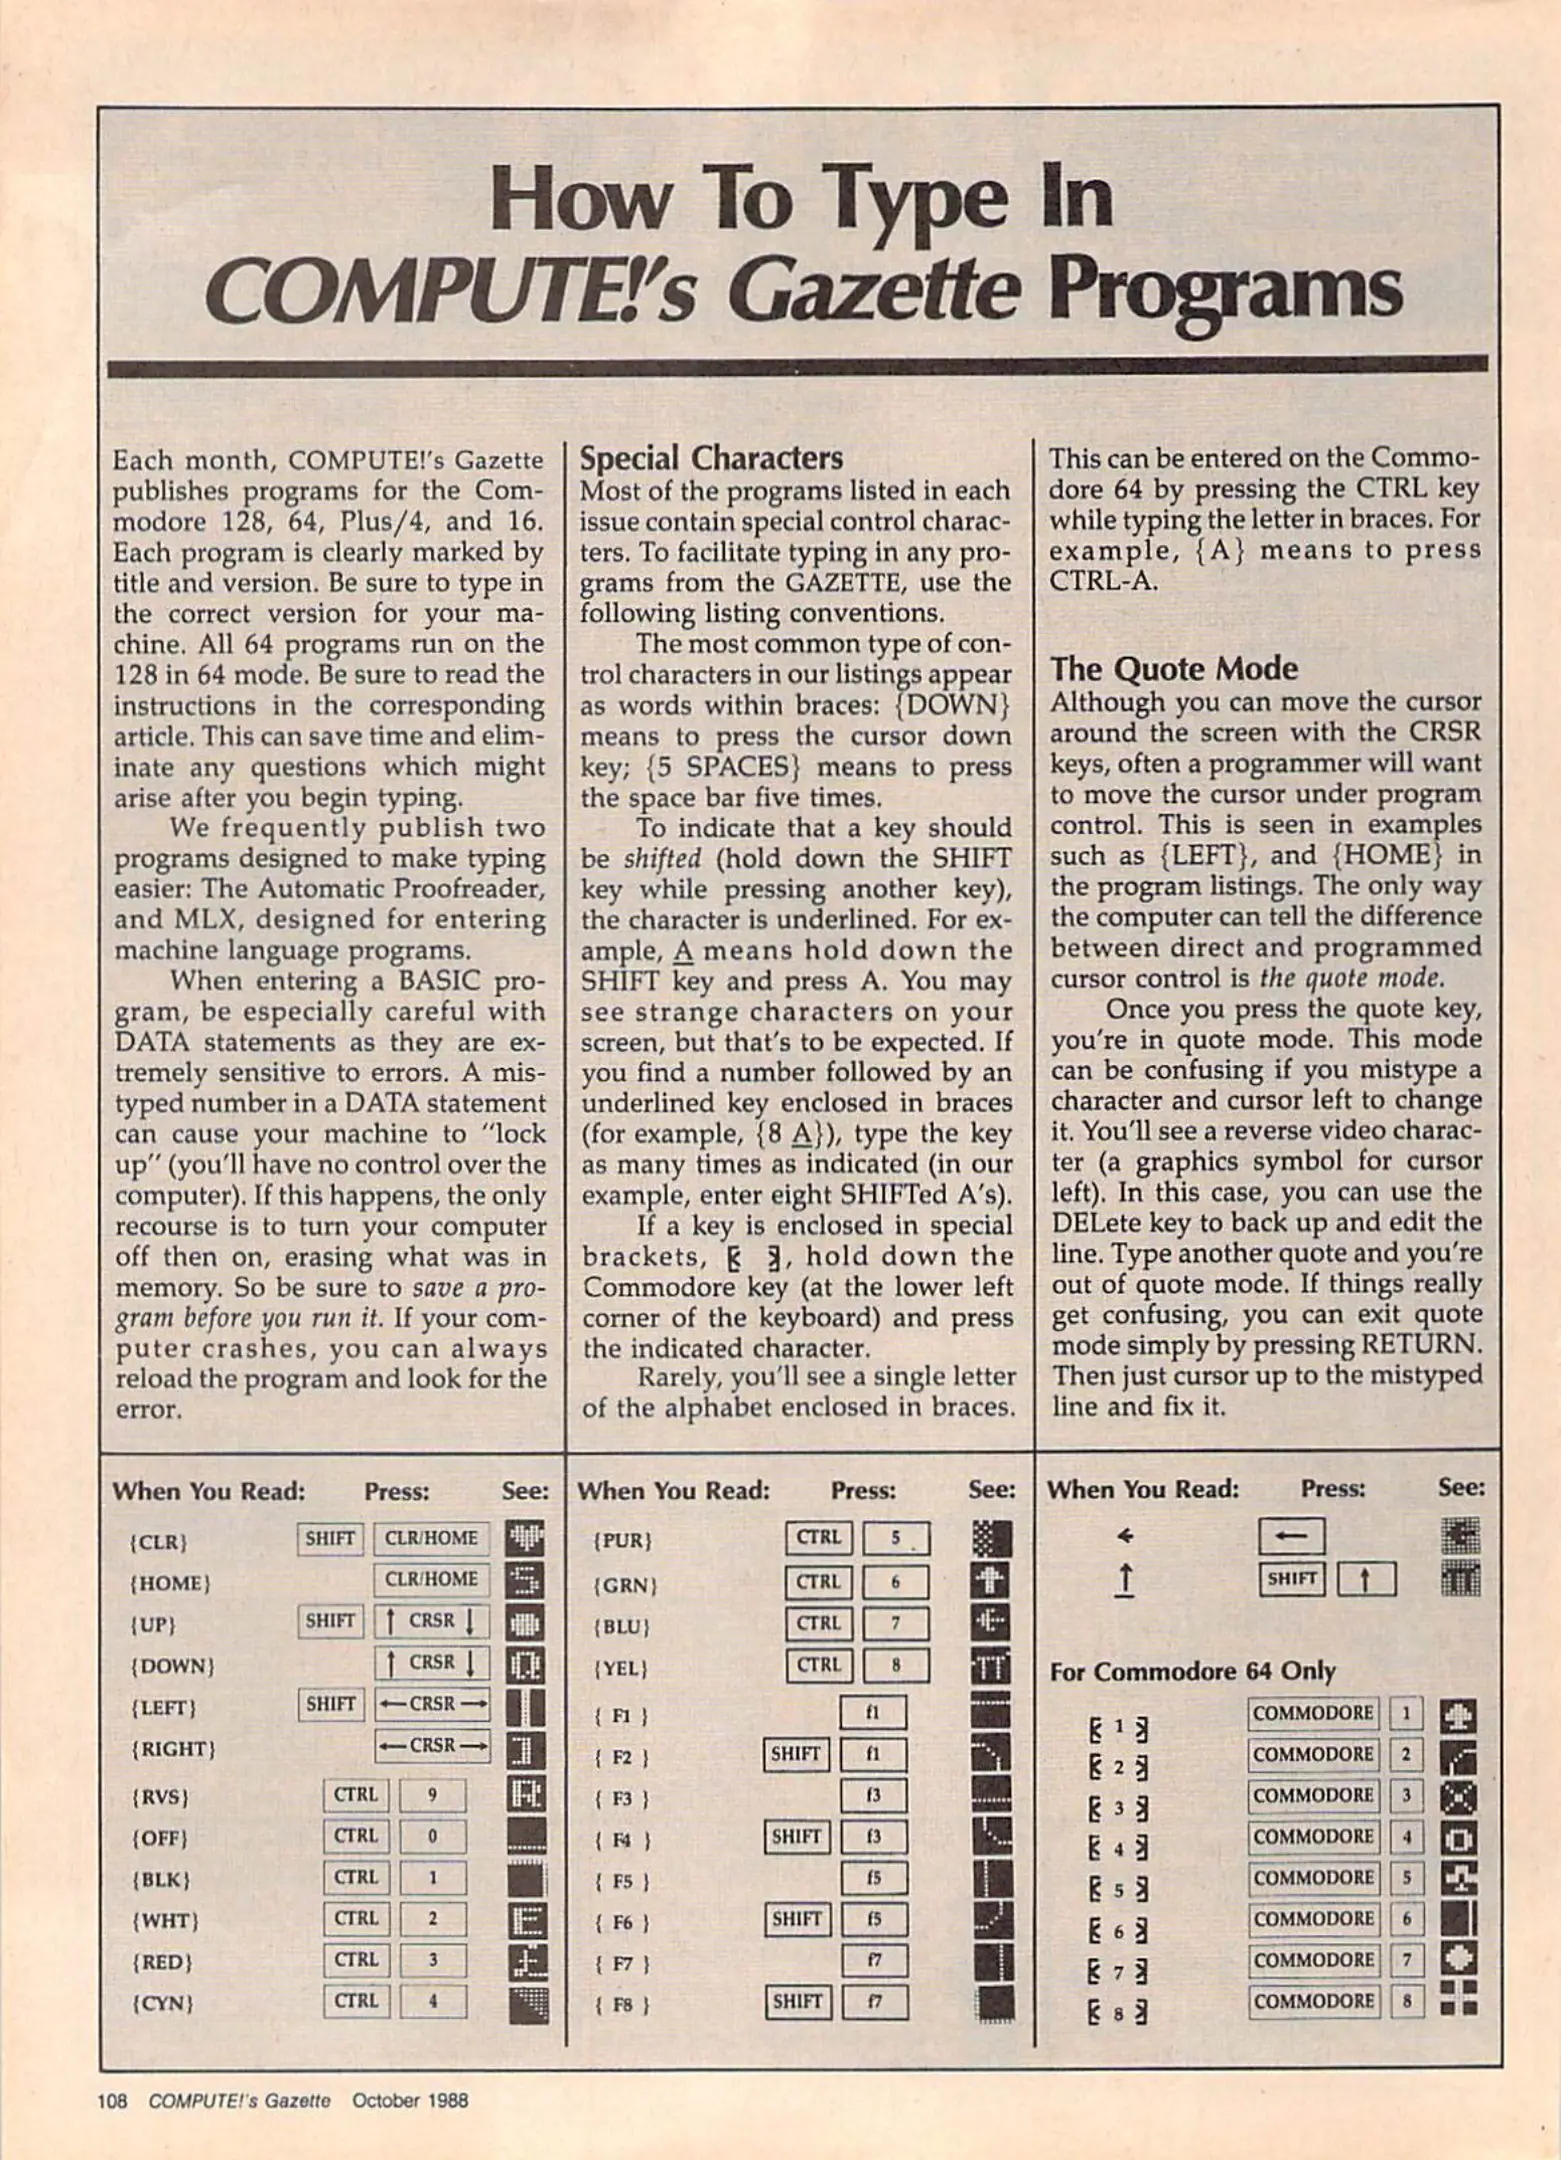 How To Type In
COMPUTE!'s Gazette Programs
Each month, COMPUTE!'s Gazette
publishes programs for the Com-
modore 128, 64, Plus/4, and 16.
Each program is clearly marked by
title and version. Be sure to type in
the correct version for your ma-
chine. All 64 programs run on the
128 in 64 mode. Be sure to read the
instructions in the corresponding
article. This can save time and elim-
inate any questions which might
arise after you begin typing.
We frequently publish two
programs designed to make typing
easier: The Automatic Proofreader,
and MLX, designed for entering
machine language programs.
When entering a BASIC pro-
gram, be especially careful with
DATA statements as they are ex-
tremely sensitive to errors. A mis-
typed number in a DATA statement
can cause your machine to "lock
up" (you'll have no control over the
computer). If this happens, the only
recourse is to turn your computer
off then on, erasing what was in
memory. So be sure to save a pro-
gram before you run it. If your com-
puter crashes, you can always
reload the program and look for the
error.
Special Characters
Most of the programs listed in each
issue contain special control charac-
ters. To facilitate typing in any pro-
grams from the GAZETTE, use the
following listing conventions.
The most common type of con-
trol characters in our listings appear
as words within braces: {DOWN}
means to press the cursor down
key; {5 SPACES} means to press
the space bar five times.
To indicate that a key should
be shifted (hold down the SHIFT
key while pressing another key),
the character is underlined. For ex-
ample, A means hold down the
SHIFT key and press A. You may
see strange characters on your
screen, but that's to be expected. If
you find a number followed by an
underlined key enclosed in braces
(for example, {8 A}), type the key
as many times as indicated (in our
example, enter eight SHIFTed A's).
If a key is enclosed in special
brackets, [ ], hold down the
Commodore key (at the lower left
corner of the keyboard) and press
the indicated character.
Rarely, you'll see a single letter
of the alphabet enclosed in braces.
This can be entered on the Commo-
dore 64 by pressing the CTRL key
while typing the letter in braces. For
example, {A} means to press
CTRL-A.
The Quote Mode
Although you can move the cursor
around the screen with the CRSR
keys, often a programmer will want
to move the cursor under program
control. This is seen in examples
such as {LEFT}, and {HOME} in
the program listings. The only way
the computer can tell the difference
between direct and programmed
cursor control is the quote mode.
Once you press the quote key,
you're in quote mode. This mode
can be confusing if you mistype a
character and cursor left to change
it. You'll see a reverse video charac-
ter (a graphics symbol for cursor
left). In this case, you can use the
DELete key to back up and edit the
line. Type another quote and you're
out of quote mode. If things really
get confusing, you can exit quote
mode simply by pressing RETURN.
Then just cursor up to the mistyped
line and fix it.
When You Read: Press: See:
{CLR} SHIFT CLR/HOME
{HOME} CLR/HOME
{UP} SHIFT ↑ CRSR ↓
{DOWN} ↑ CRSR ↓
{LEFT} SHIFT ← CRSR →
{RIGHT} ← CRSR →
{RVS} CTRL 9
{OFF} CTRL 0
{BLK} CTRL 1
{WHT} CTRL 2
{RED} CTRL 3
{CYN} CTRL 4
When You Read: Press: See:
{PUR} CTRL 5
{GRN} CTRL 6
{BLU} CTRL 7
{YEL} CTRL 8
{ F1 } f1
{ F2 } SHIFT f1
{ F3 } f3
{ F4 } SHIFT f3
{ F5 } f5
{ F6 } SHIFT f5
{ F7 } f7
{ F8 } SHIFT f7
When You Read: Press: See:
← ←
↑ SHIFT ↑
For Commodore 64 Only
[ 1 ] COMMODORE 1
[ 2 ] COMMODORE 2
[ 3 ] COMMODORE 3
[ 4 ] COMMODORE 4
[ 5 ] COMMODORE 5
[ 6 ] COMMODORE 6
[ 7 ] COMMODORE 7
[ 8 ] COMMODORE 8
108 COMPUTE!'s Gazette October 1988